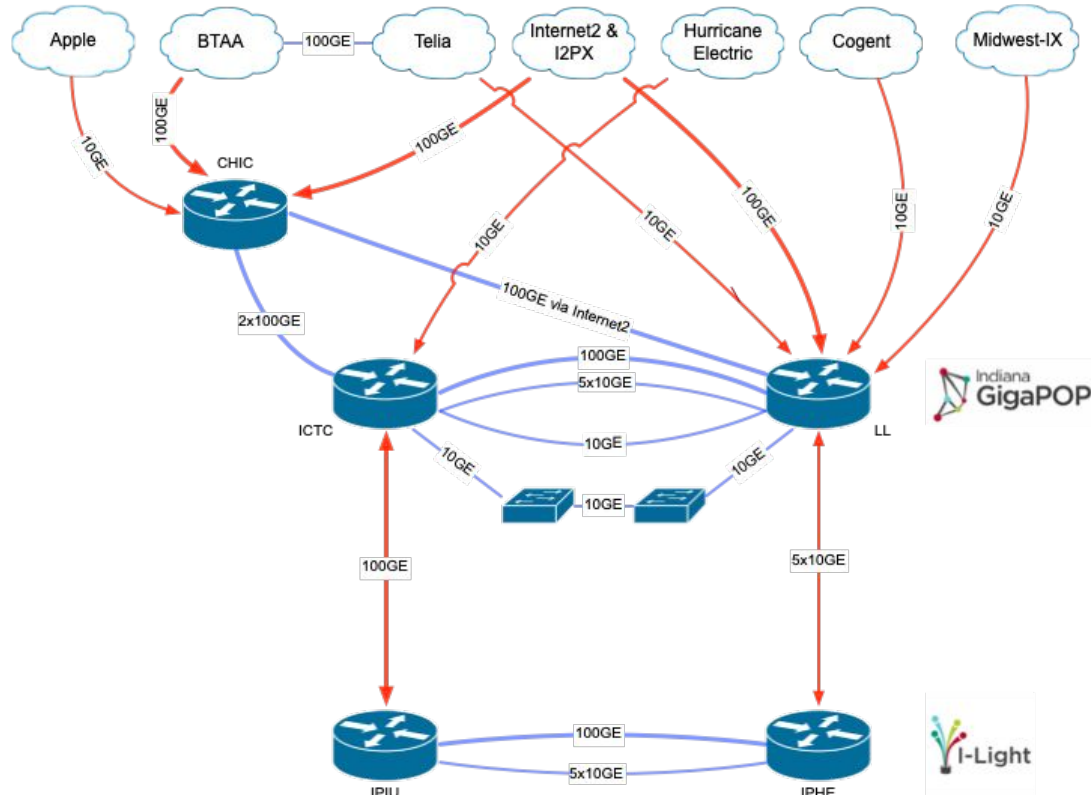 Apple
BTAA
100GE
Telia
Internet2 &
I2PX
Hurricane
Electric
Cogent
Midwest-IX
100GE
10GE
100GE
CHIC
10GE
10GE
100GE
10GE
10GE
100GE via Internet2
2x100GE
100GE
5x10GE
Indiana
GigaPOP
ICTC
LL
10GE
10GE
10GE
10GE
100GE
5x10GE
100GE
I-Light
5x10GE
IPIU
IPHE